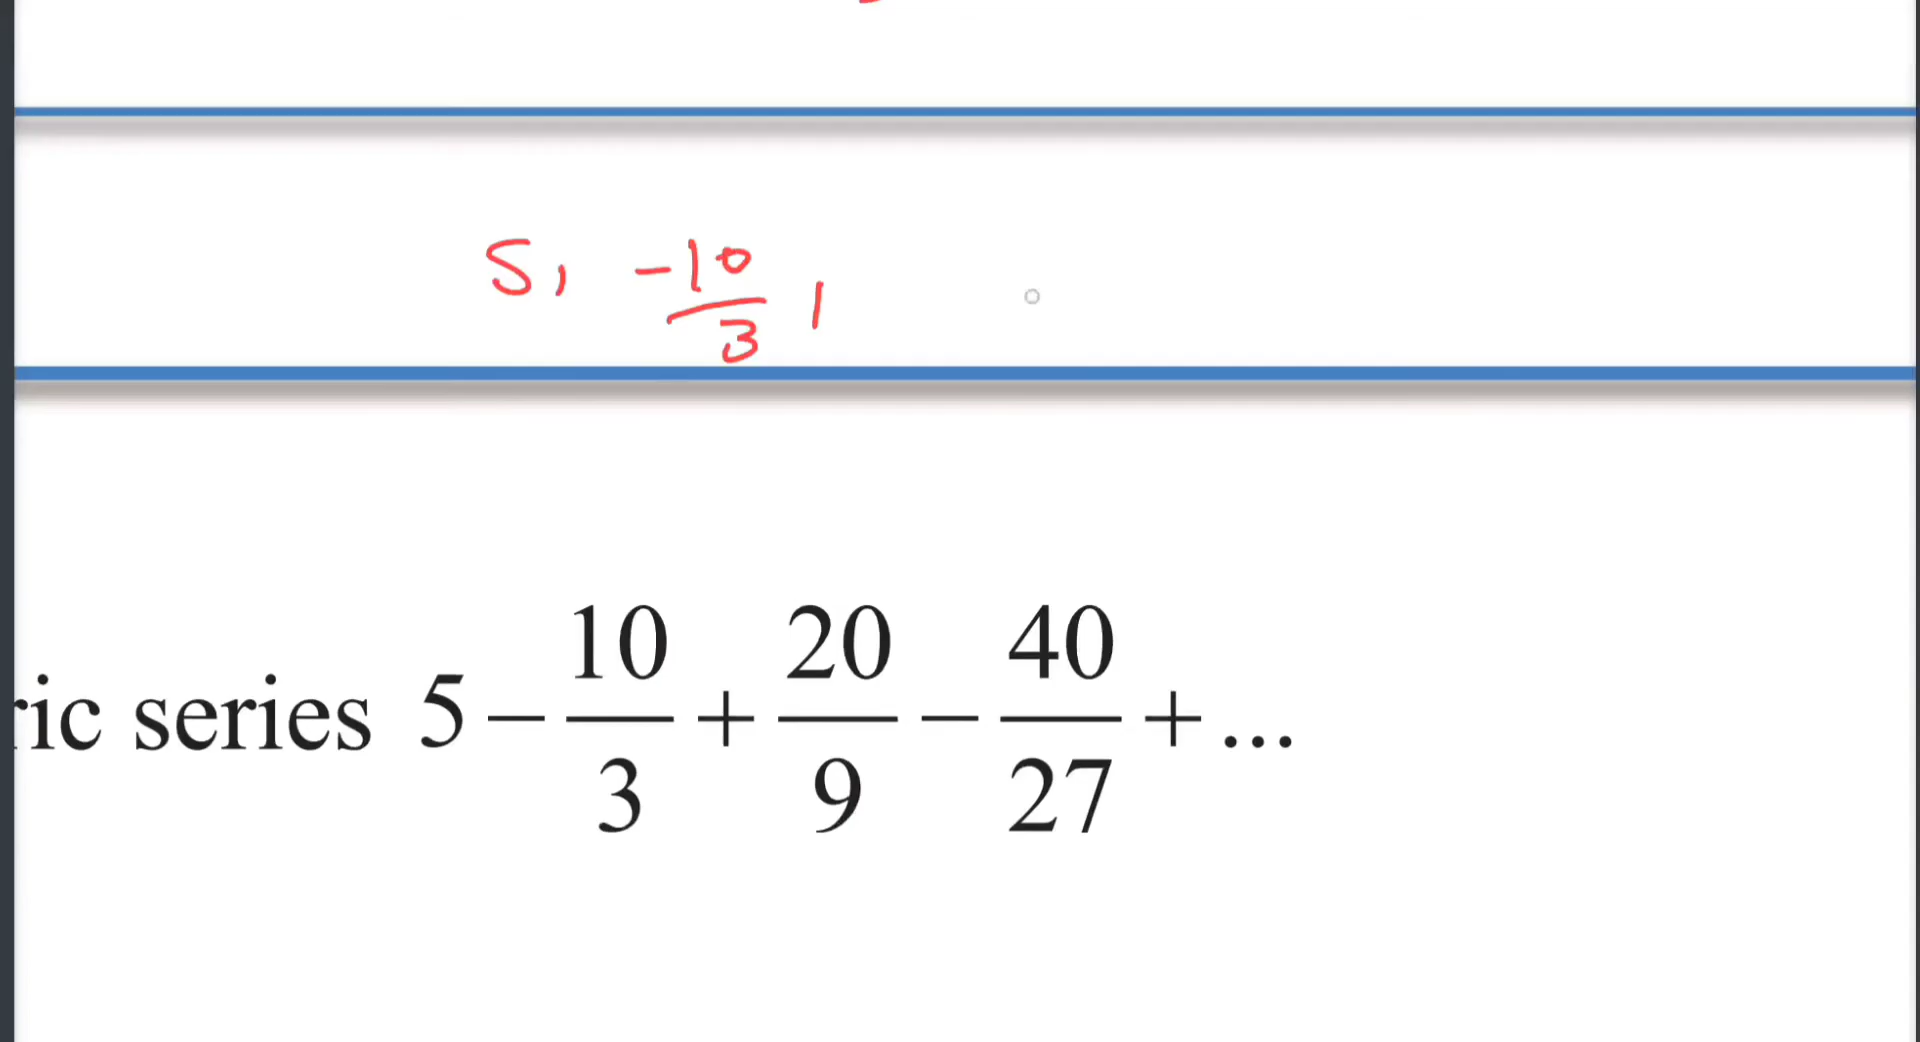 5, -10/3,
ric series 5 - 10/3 + 20/9 - 40/27 + ...